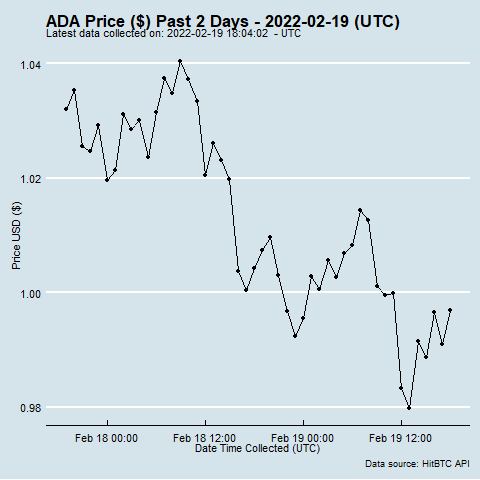 ADA Price ($) Past 2 Days - 2022-02-19 (UTC)
Latest data collected on: 2022-02-19 18:04:02  - UTC
1.04
1.02
1.00
0.98
Price USD ($)
Feb 18 00:00
Feb 18 12:00
Feb 19 00:00
Feb 19 12:00
Date Time Collected (UTC)
Data source: HitBTC API